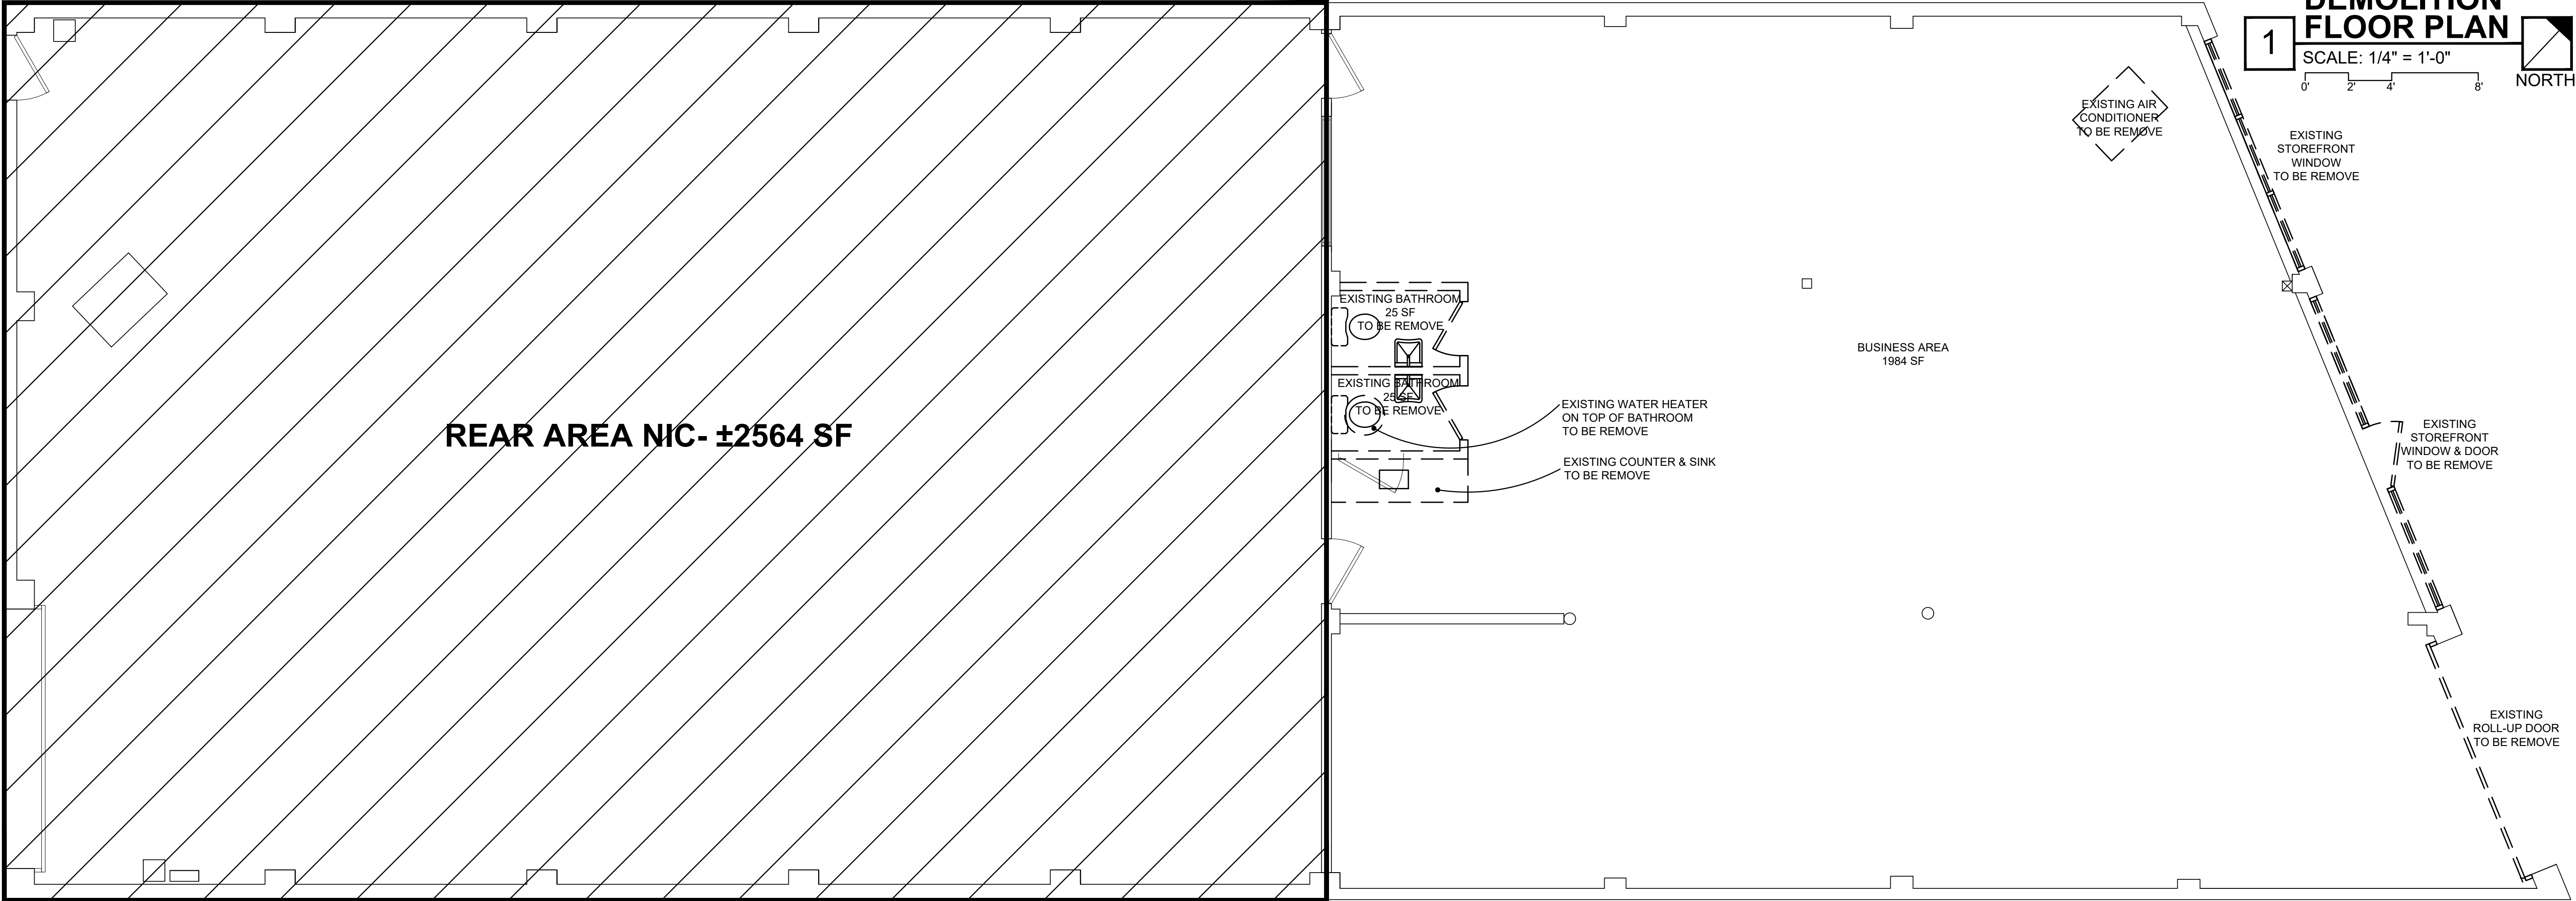 DEMOLITION
FLOOR PLAN
1
SCALE: 1/4" = 1'-0"
0' 2' 4' 8'
NORTH
EXISTING AIR
CONDITIONER
TO BE REMOVE
EXISTING
STOREFRONT
WINDOW
TO BE REMOVE
EXISTING BATHROOM
25 SF
TO BE REMOVE
BUSINESS AREA
1984 SF
EXISTING BATHROOM
25 SF
TO BE REMOVE
EXISTING WATER HEATER
ON TOP OF BATHROOM
TO BE REMOVE
REAR AREA NIC- ±2564 SF
EXISTING
STOREFRONT
WINDOW & DOOR
TO BE REMOVE
EXISTING COUNTER & SINK
TO BE REMOVE
EXISTING
ROLL-UP DOOR
TO BE REMOVE